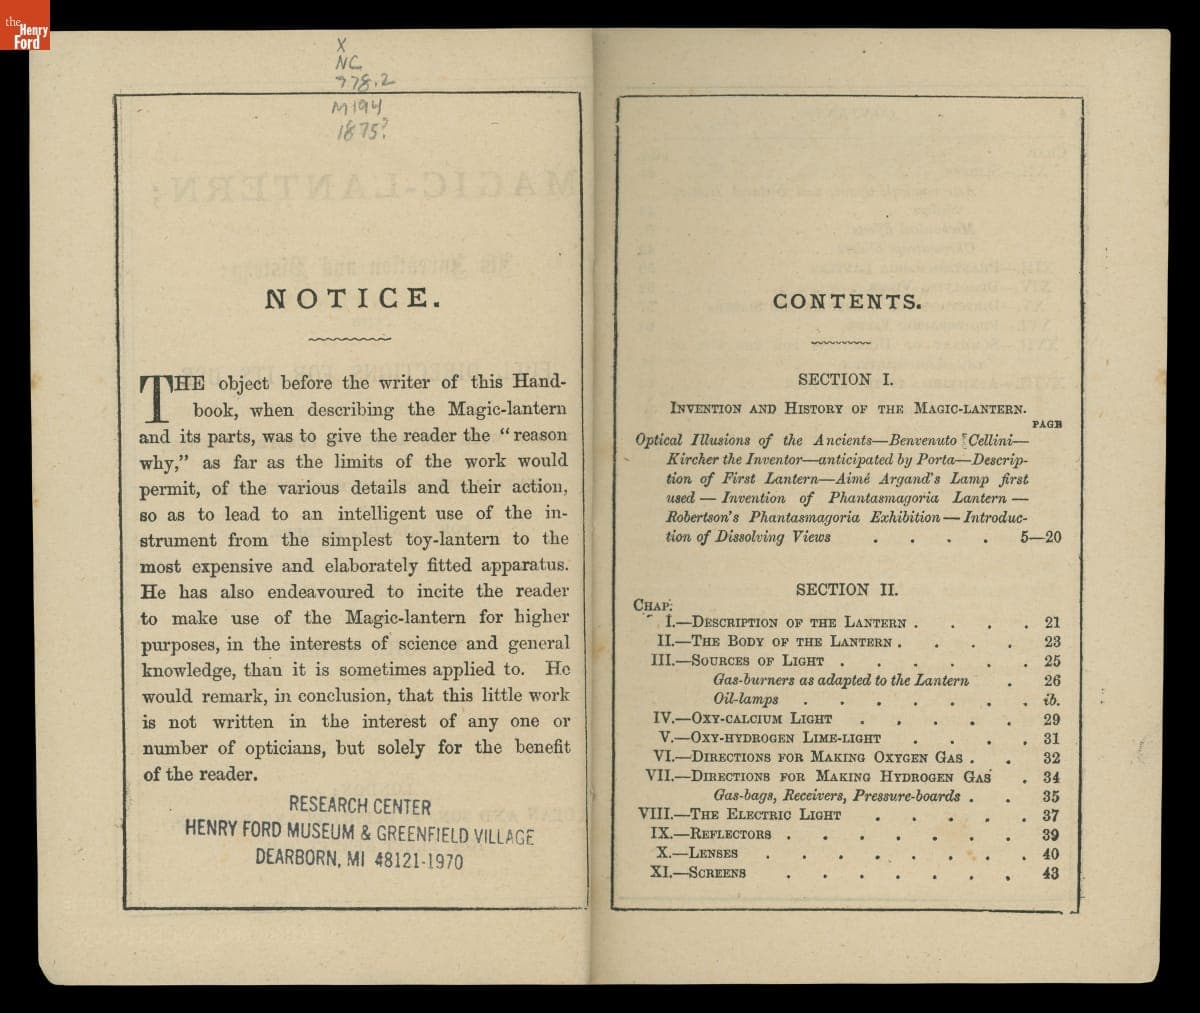 the
Henry
Ford
X
NC
978.2
M194
1875?
NOTICE.
THE object before the writer of this Hand-
book, when describing the Magic-lantern
and its parts, was to give the reader the “reason
why,” as far as the limits of the work would
permit, of the various details and their action,
so as to lead to an intelligent use of the in-
strument from the simplest toy-lantern to the
most expensive and elaborately fitted apparatus.
He has also endeavoured to incite the reader
to make use of the Magic-lantern for higher
purposes, in the interests of science and general
knowledge, than it is sometimes applied to. He
would remark, in conclusion, that this little work
is not written in the interest of any one or
number of opticians, but solely for the benefit
of the reader.
RESEARCH CENTER
HENRY FORD MUSEUM & GREENFIELD VILLAGE
DEARBORN, MI 48121-1970
CONTENTS.
SECTION I.
INVENTION AND HISTORY OF THE MAGIC-LANTERN.
PAGE
Optical Illusions of the Ancients—Benvenuto Cellini—
Kircher the Inventor—anticipated by Porta—Descrip-
tion of First Lantern—Aimé Argand's Lamp first
used — Invention of Phantasmagoria Lantern —
Robertson's Phantasmagoria Exhibition — Introduc-
tion of Dissolving Views . . . . 5—20
SECTION II.
CHAP.
I.—DESCRIPTION OF THE LANTERN . . . . 21
II.—THE BODY OF THE LANTERN . . . . 23
III.—SOURCES OF LIGHT . . . . . . 25
Gas-burners as adapted to the Lantern . 26
Oil-lamps . . . . . . . ib.
IV.—OXY-CALCIUM LIGHT . . . . . 29
V.—OXY-HYDROGEN LIME-LIGHT . . . . 31
VI.—DIRECTIONS FOR MAKING OXYGEN GAS . . 32
VII.—DIRECTIONS FOR MAKING HYDROGEN GAS . 34
Gas-bags, Receivers, Pressure-boards . . 35
VIII.—THE ELECTRIC LIGHT . . . . . 37
IX.—REFLECTORS . . . . . . . 39
X.—LENSES . . . . . . . . 40
XI.—SCREENS . . . . . . . 43